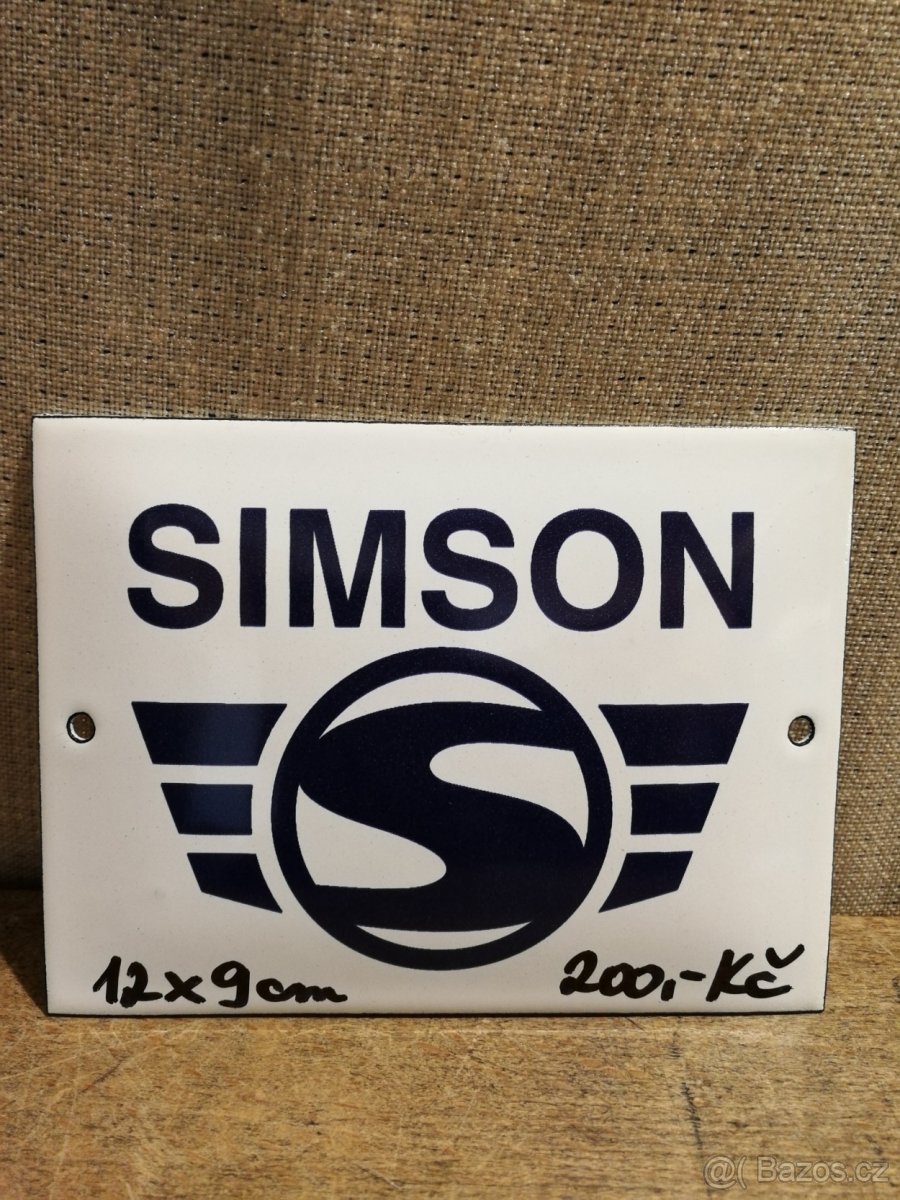 SIMSON
S
12x9cm 200,-Kč
@( Bazos.cz